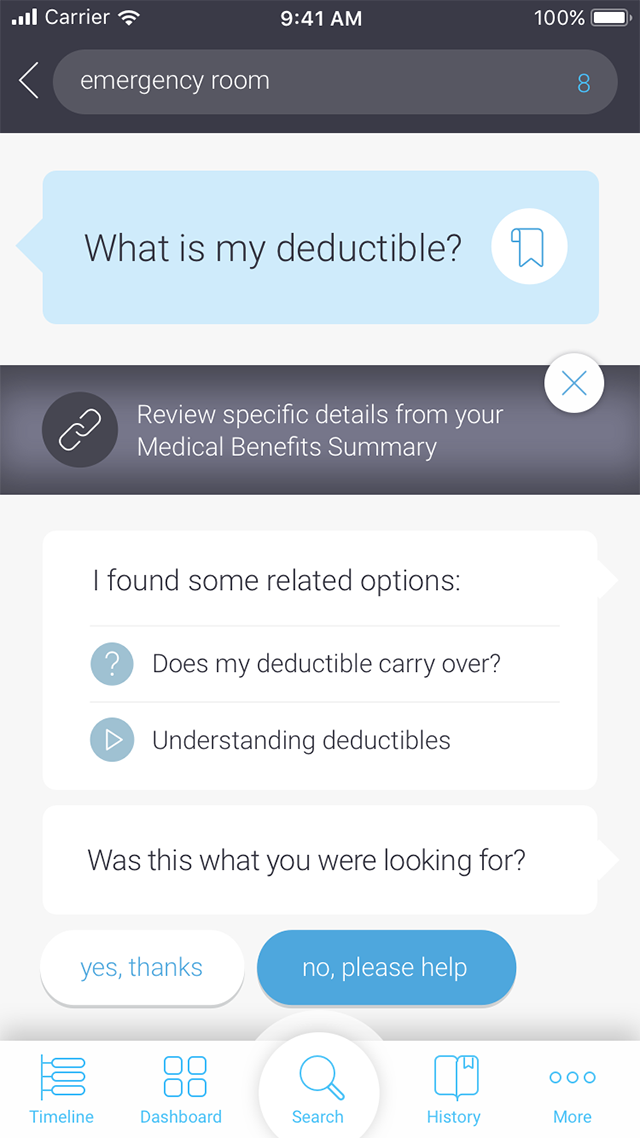 Carrier 9:41 AM 100%
emergency room 8
What is my deductible?
Review specific details from your
Medical Benefits Summary
I found some related options:
? Does my deductible carry over?
Understanding deductibles
Was this what you were looking for?
yes, thanks no, please help
Timeline Dashboard Search History More